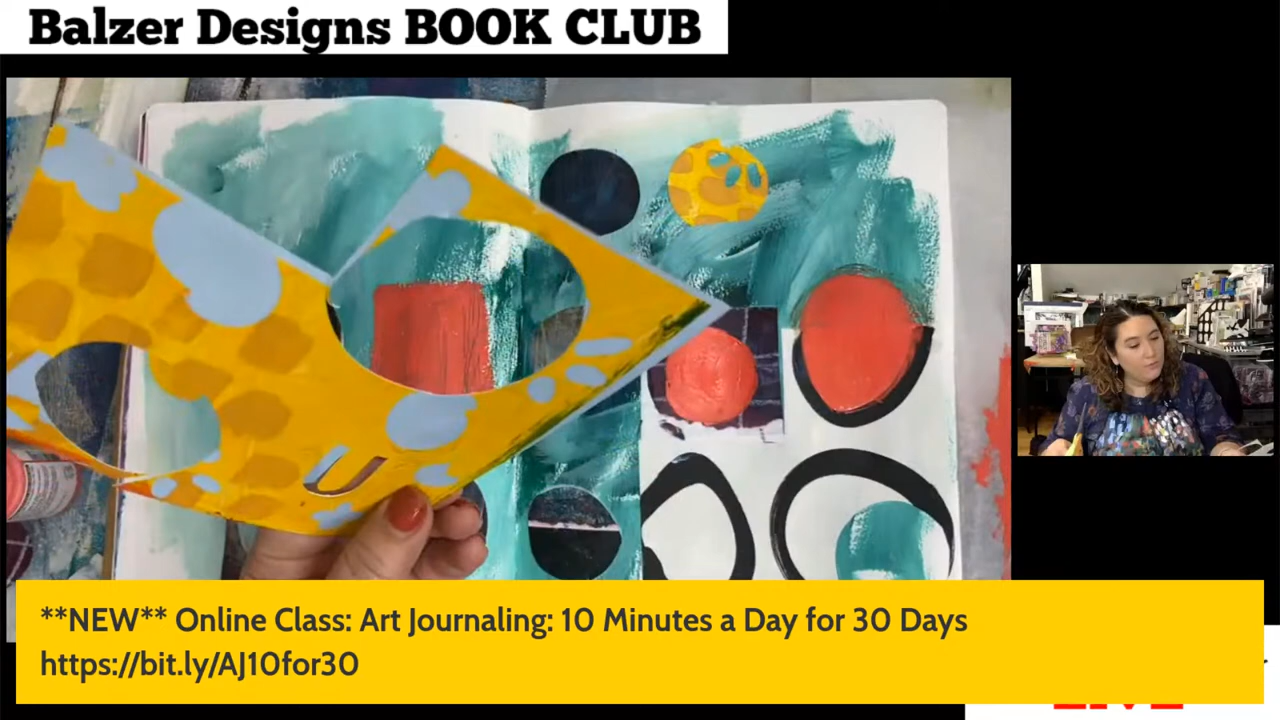 Balzer Designs BOOK CLUB
**NEW** Online Class: Art Journaling: 10 Minutes a Day for 30 Days
https://bit.ly/AJ10for30